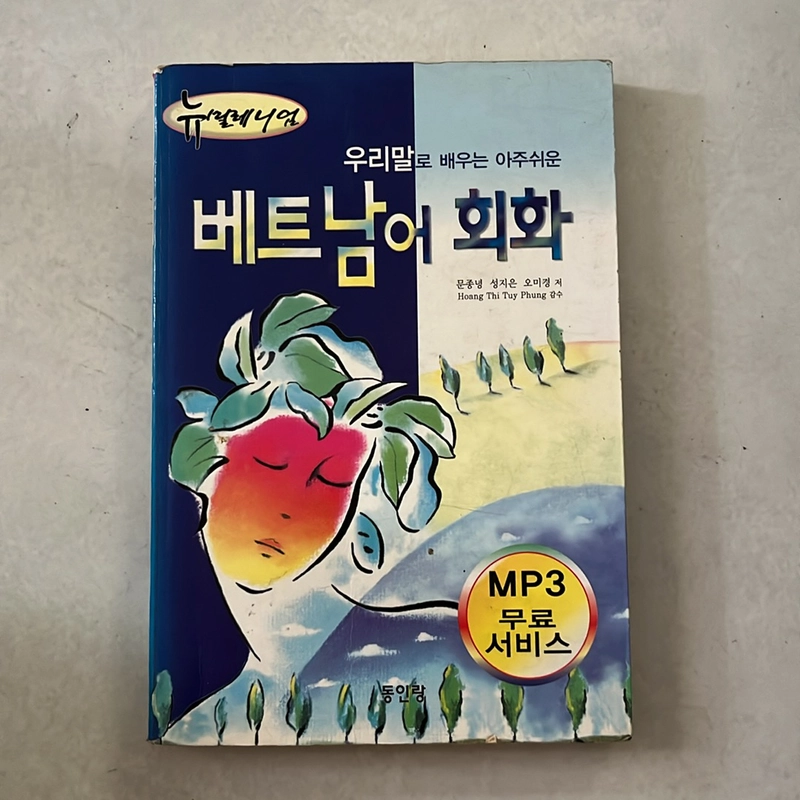 뉴밀레니엄
우리말로 배우는 아주쉬운
베트남어 회화
문종녕 성지은 오미경 저
Hoang Thi Tuy Phung 감수
MP3
무료
서비스
동인랑